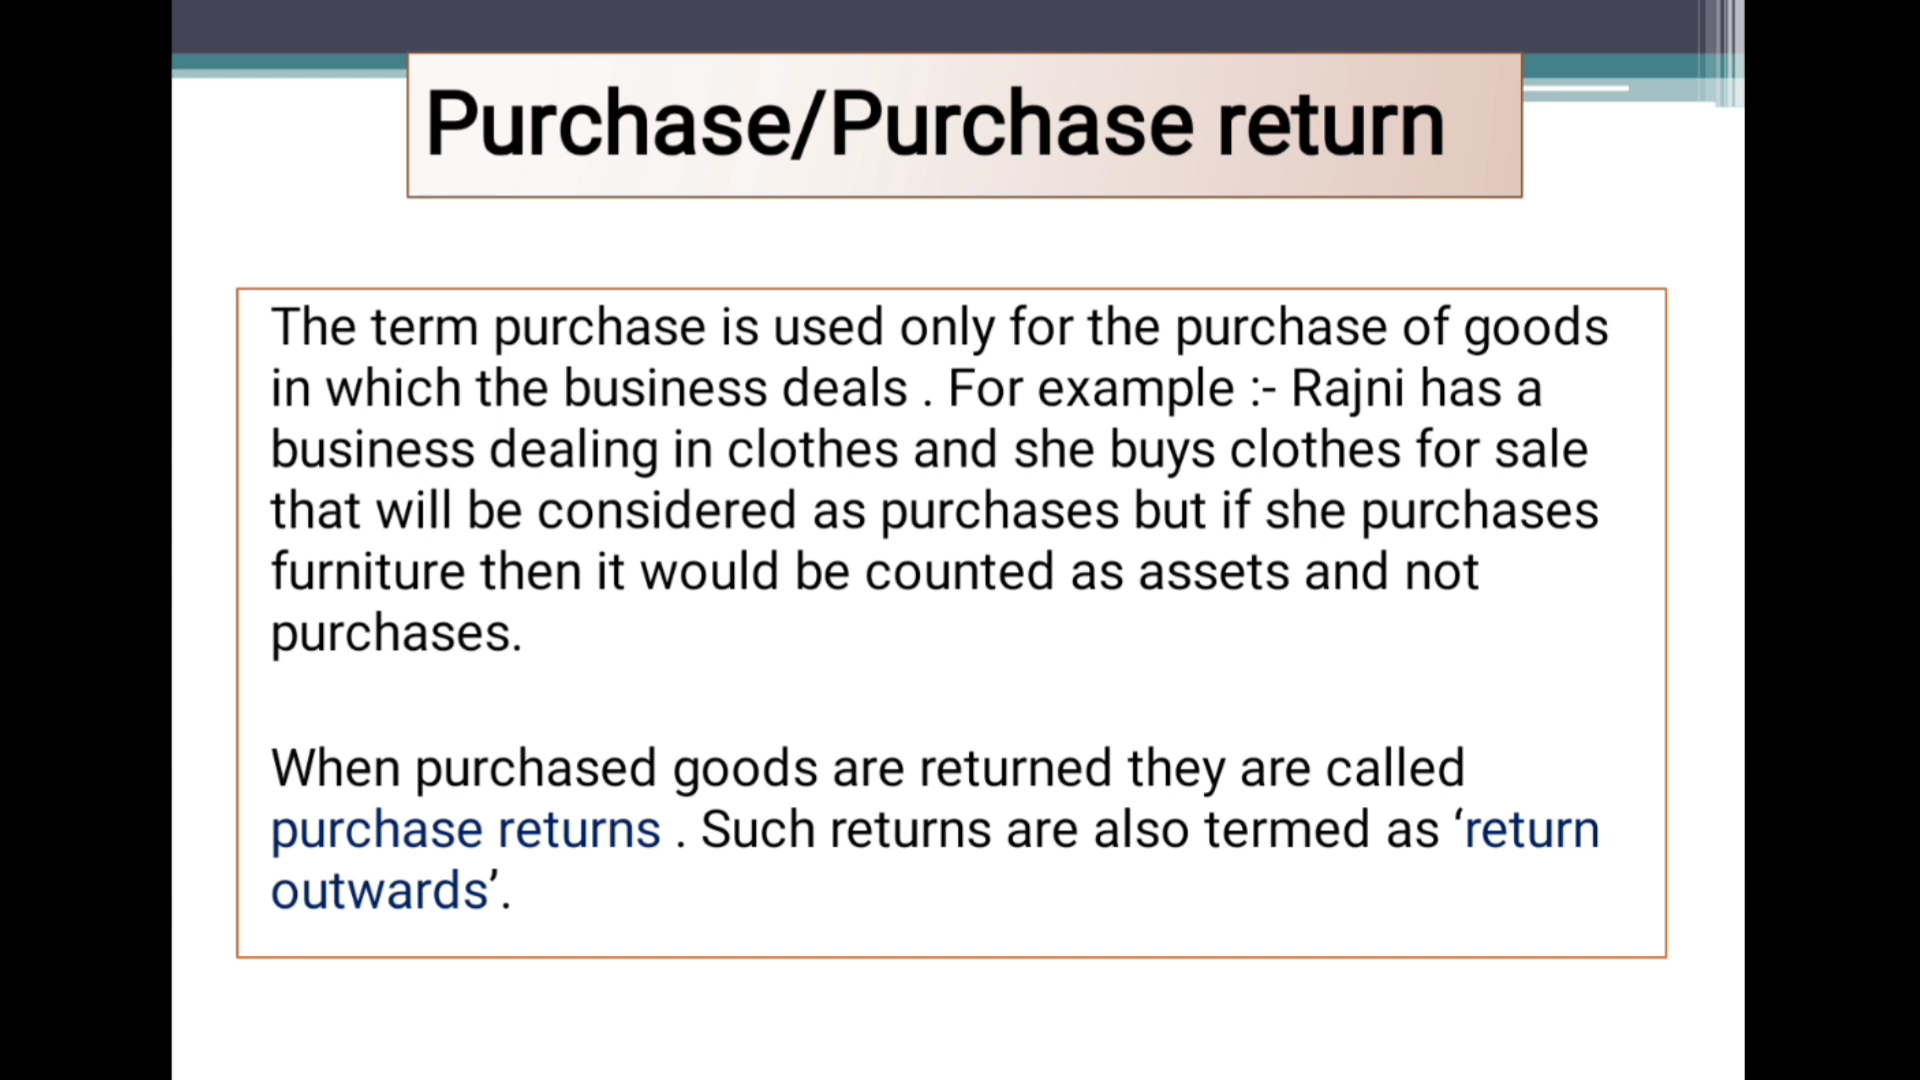 Purchase/Purchase return
The term purchase is used only for the purchase of goods
in which the business deals . For example :- Rajni has a
business dealing in clothes and she buys clothes for sale
that will be considered as purchases but if she purchases
furniture then it would be counted as assets and not
purchases.
When purchased goods are returned they are called
purchase returns . Such returns are also termed as ‘return
outwards’.